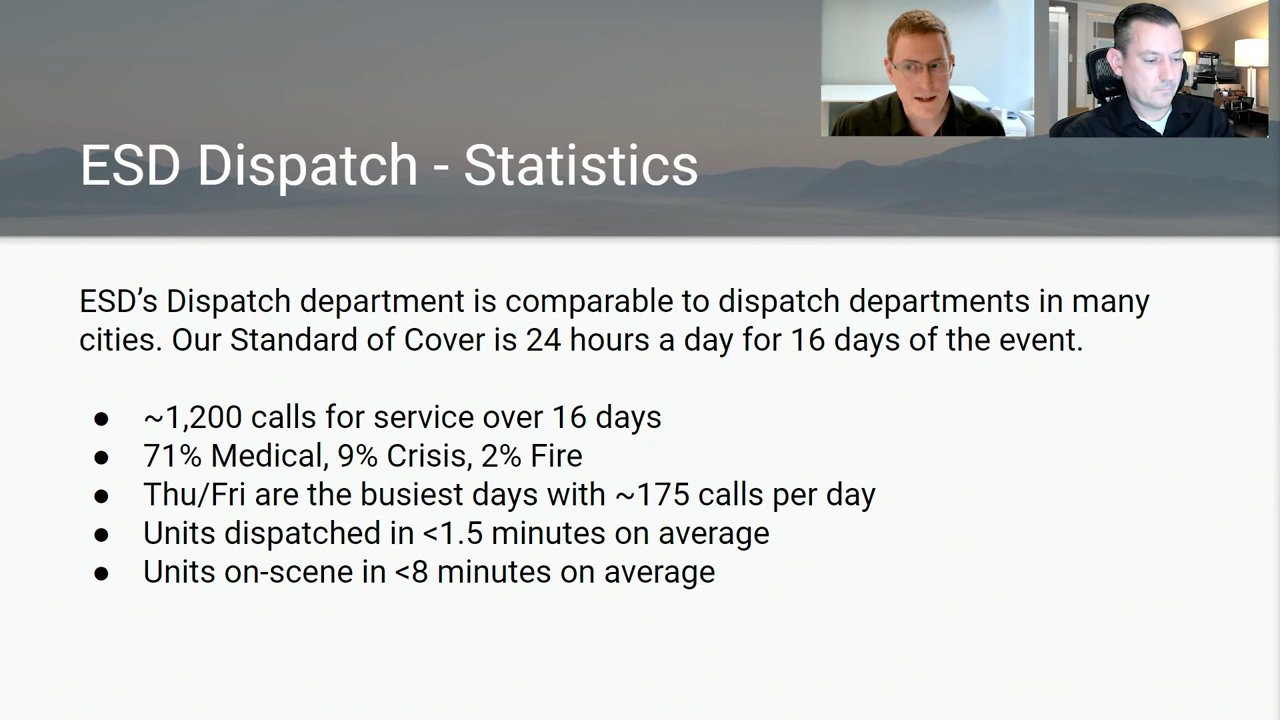 ESD Dispatch - Statistics
ESD’s Dispatch department is comparable to dispatch departments in many
cities. Our Standard of Cover is 24 hours a day for 16 days of the event.
● ~1,200 calls for service over 16 days
● 71% Medical, 9% Crisis, 2% Fire
● Thu/Fri are the busiest days with ~175 calls per day
● Units dispatched in <1.5 minutes on average
● Units on-scene in <8 minutes on average